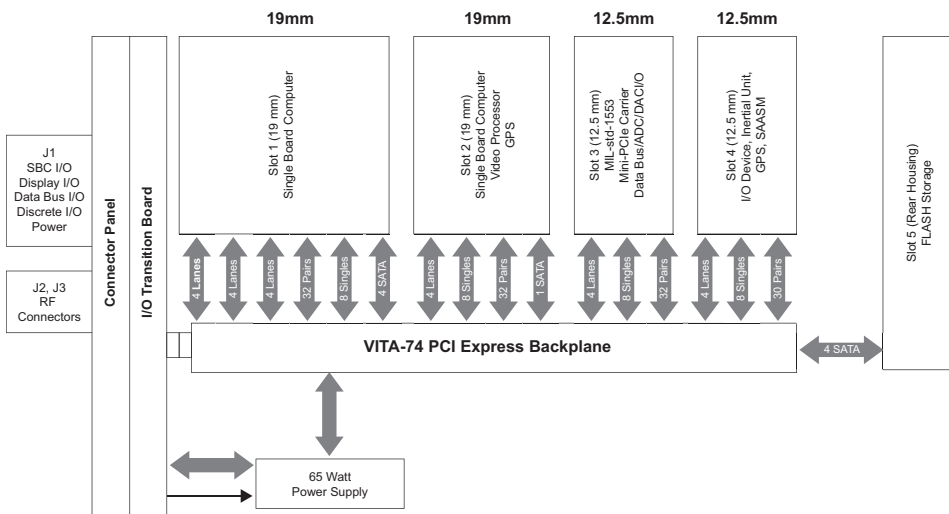 19mm
19mm
12.5mm
12.5mm
J1
SBC I/O
Display I/O
Data Bus I/O
Discrete I/O
Power
J2, J3
RF
Connectors
Connector Panel
I/O Transition Board
Slot 1 (19 mm)
Single Board Computer
Slot 2 (19 mm)
Single Board Computer
Video Processor
GPS
Slot 3 (12.5 mm)
MIL-std-1553
Mini-PCIe Carrier
Data Bus/ADC/DACI/O
Slot 4 (12.5 mm)
I/O Device, Inertial Unit,
GPS, SAASM
Slot 5 (Rear Housing)
FLASH Storage
4 Lanes
4 Lanes
4 Lanes
32 Pairs
8 Singles
4 SATA
4 Lanes
8 Singles
32 Pairs
1 SATA
4 Lanes
8 Singles
32 Pairs
4 Lanes
8 Singles
30 Pairs
VITA-74 PCI Express Backplane
4 SATA
65 Watt
Power Supply